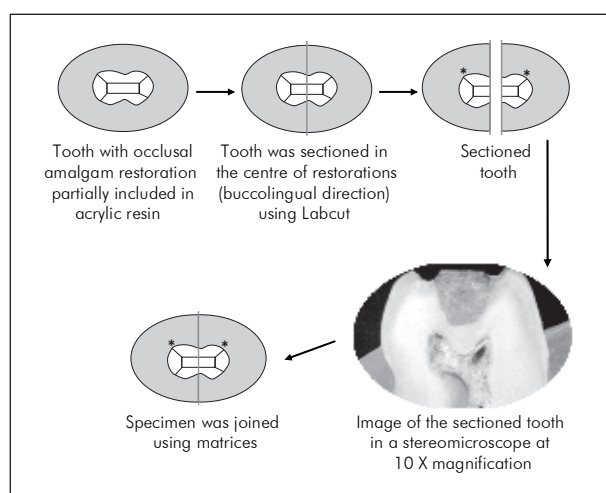 Tooth with occlusal
amalgam restoration
partially included in
acrylic resin
Tooth was sectioned in
the centre of restorations
(buccolingual direction)
using Labcut
*
*
Sectioned
tooth
*
*
Specimen was joined
using matrices
Image of the sectioned tooth
in a stereomicroscope at
10 X magnification